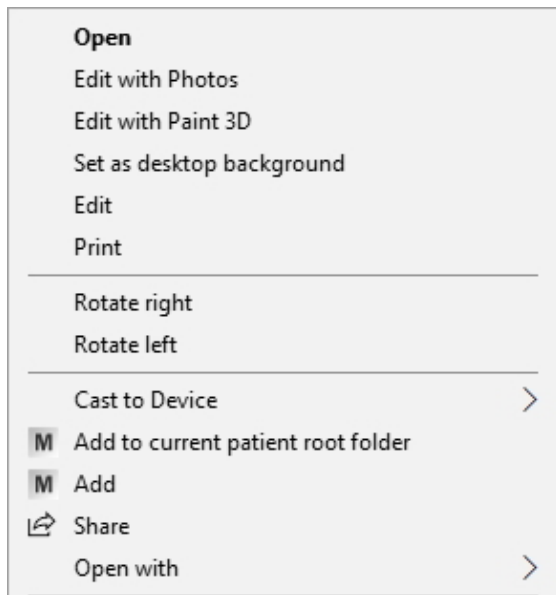 Open
Edit with Photos
Edit with Paint 3D
Set as desktop background
Edit
Print
Rotate right
Rotate left
Cast to Device
M Add to current patient root folder
M Add
Share
Open with